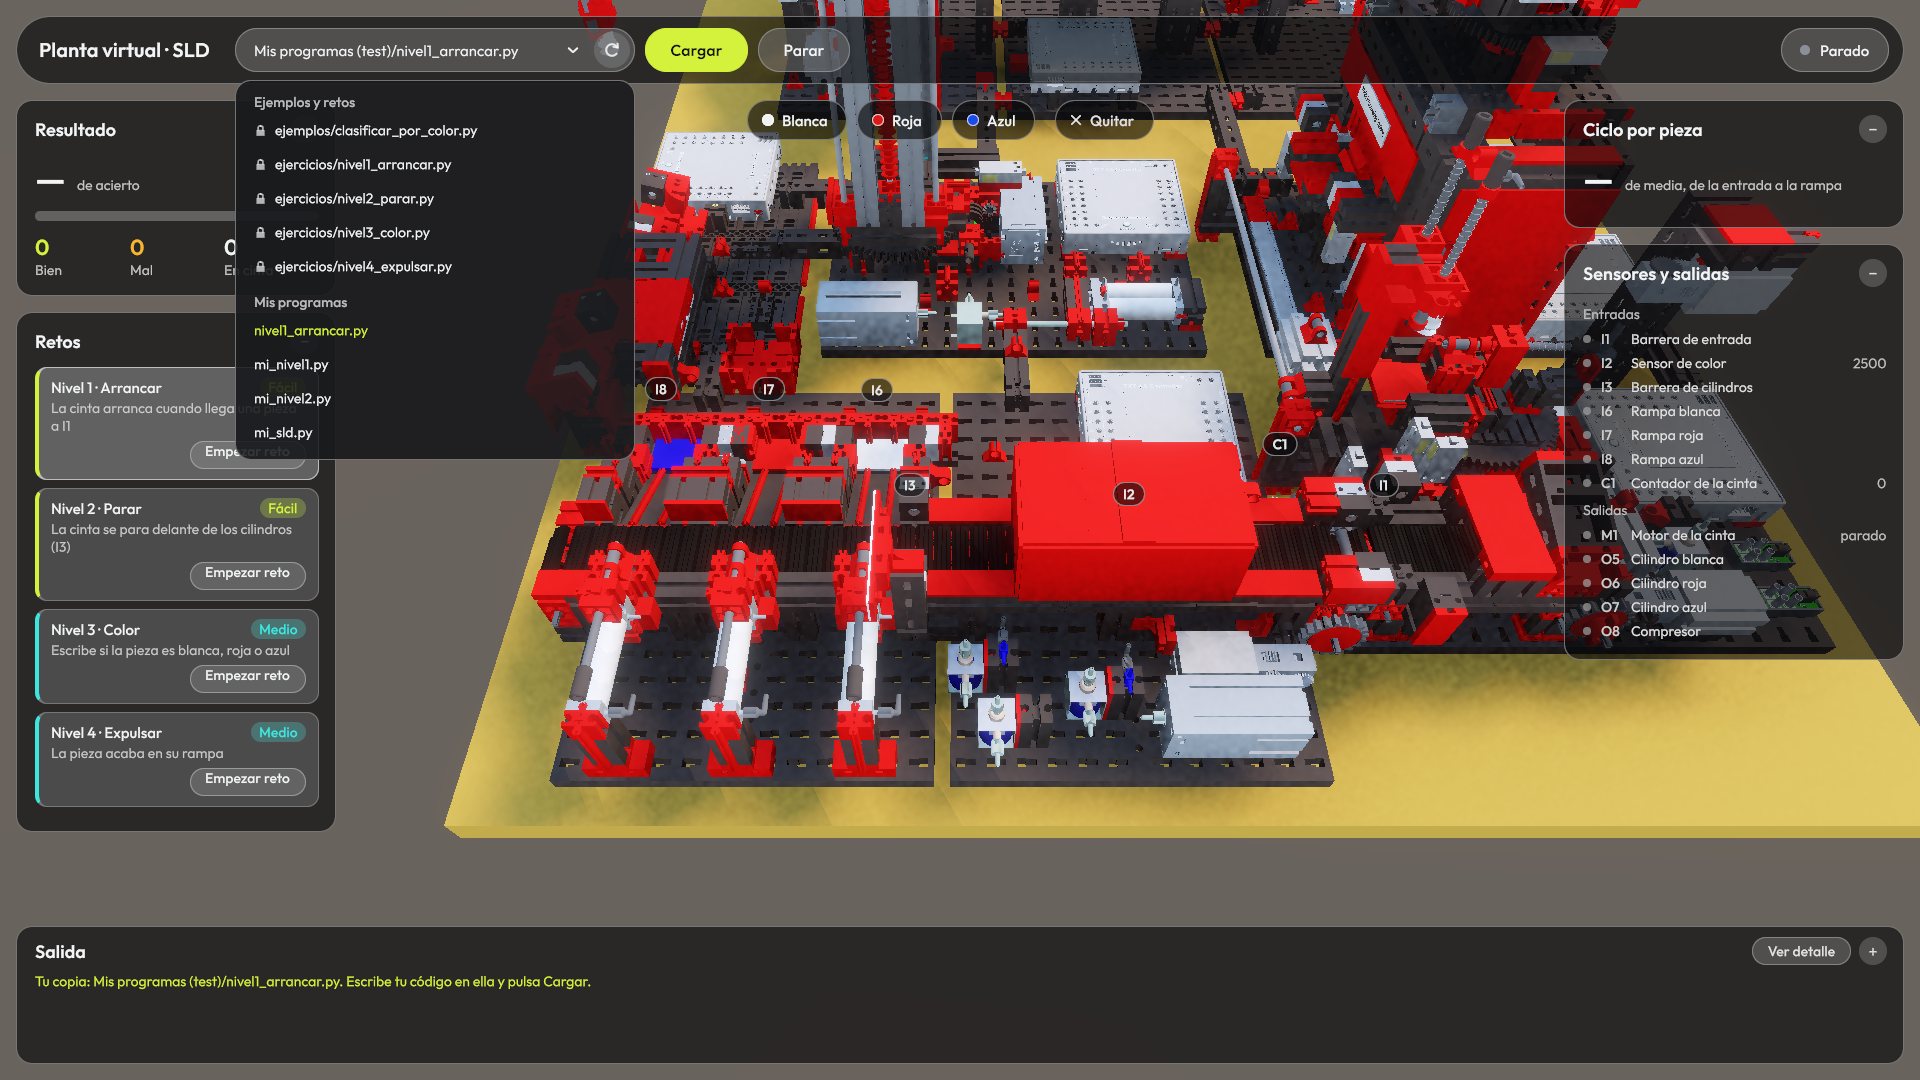 Planta virtual · SLD
Mis programas (test)/nivel1_arrancar.py
Cargar
Parar
Parado
Ejemplos y retos
ejemplos/clasificar_por_color.py
ejercicios/nivel1_arrancar.py
ejercicios/nivel2_parar.py
ejercicios/nivel3_color.py
ejercicios/nivel4_expulsar.py
Mis programas
nivel1_arrancar.py
mi_nivel1.py
mi_nivel2.py
mi_sld.py
Blanca
Roja
Azul
Quitar
Resultado
de acierto
0
0
0
Bien
Mal
En cinta
Retos
Nivel 1 · Arrancar
Fácil
La cinta arranca cuando llega una pieza
a I1
Empezar reto
Nivel 2 · Parar
Fácil
La cinta se para delante de los cilindros
(I3)
Empezar reto
Nivel 3 · Color
Medio
Escribe si la pieza es blanca, roja o azul
Empezar reto
Nivel 4 · Expulsar
Medio
La pieza acaba en su rampa
Empezar reto
I8
I7
I6
I3
I2
C1
I1
Ciclo por pieza
de media, de la entrada a la rampa
Sensores y salidas
Entradas
I1 Barrera de entrada
I2 Sensor de color 2500
I3 Barrera de cilindros
I6 Rampa blanca
I7 Rampa roja
I8 Rampa azul
C1 Contador de la cinta 0
Salidas
M1 Motor de la cinta parado
O5 Cilindro blanca
O6 Cilindro roja
O7 Cilindro azul
O8 Compresor
Salida
Ver detalle
Tu copia: Mis programas (test)/nivel1_arrancar.py. Escribe tu código en ella y pulsa Cargar.